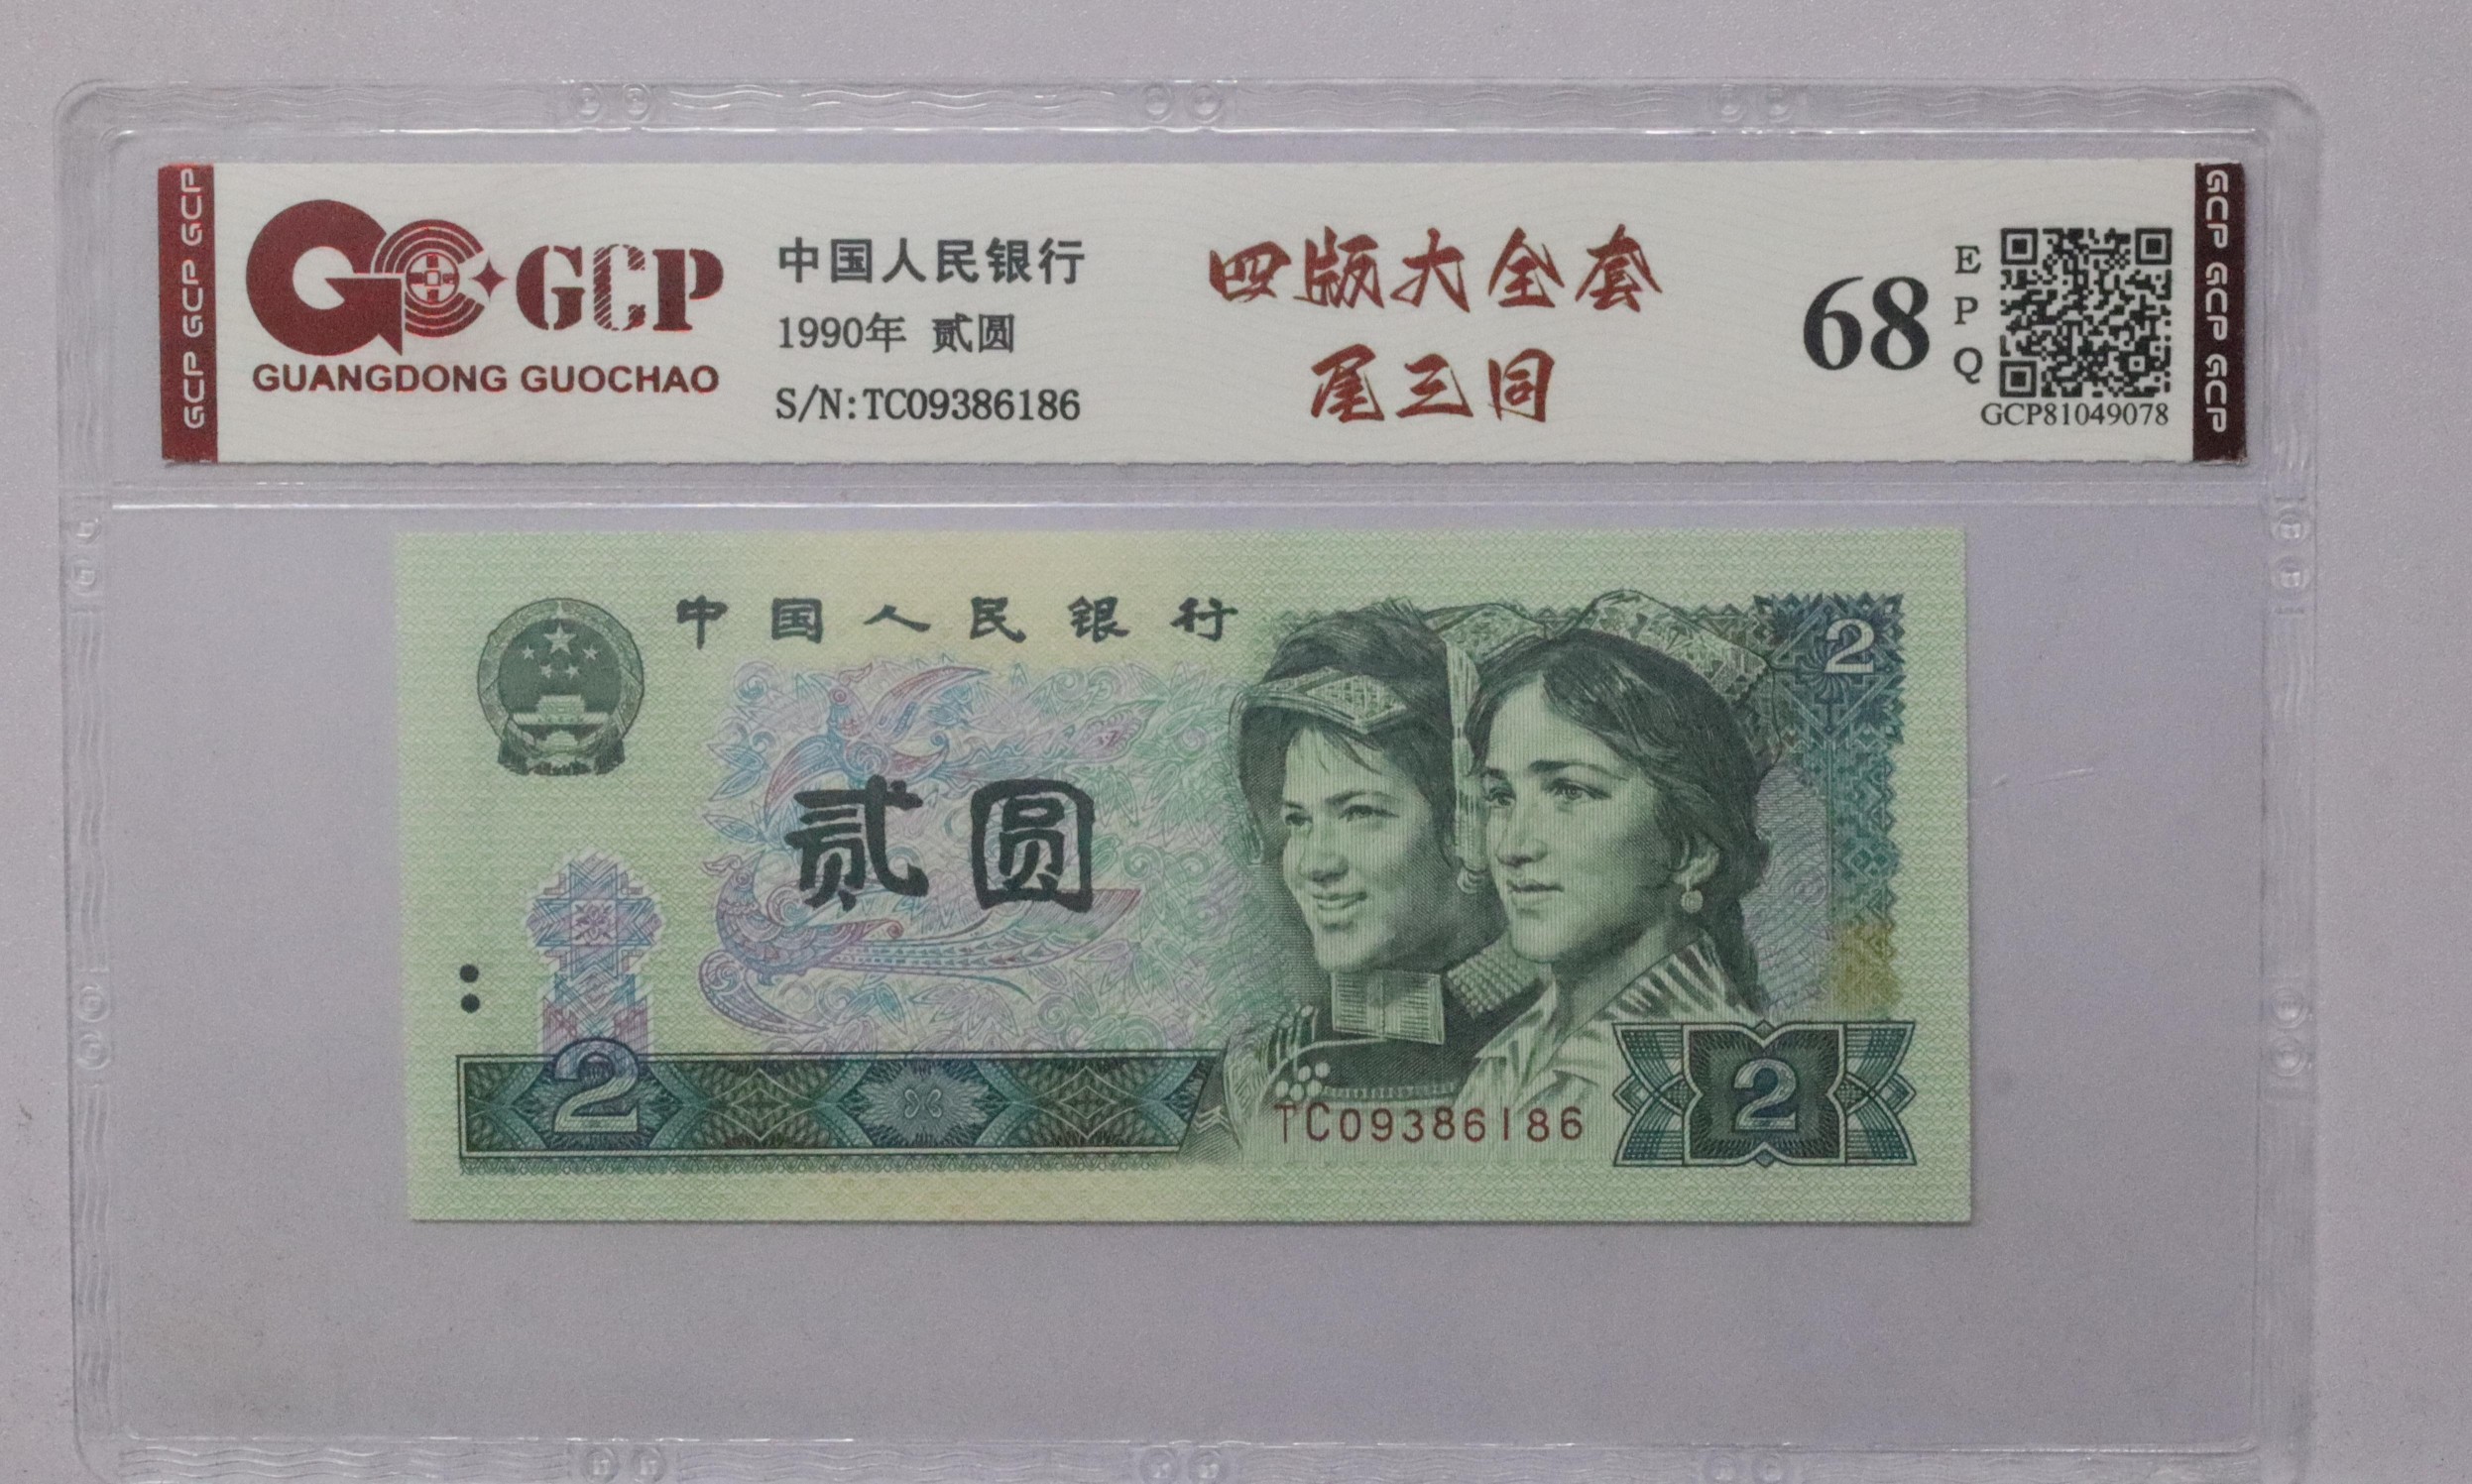 GCP GCP GCP
GCP
GUANGDONG GUOCHAO
中国人民银行
1990年 贰圆
S/N:TC09386186
四版大全套
尾三同
68
E
P
Q
GCP81049078
GCP GCP GCP
中国人民银行
2
贰圆
2
TC09386186
2